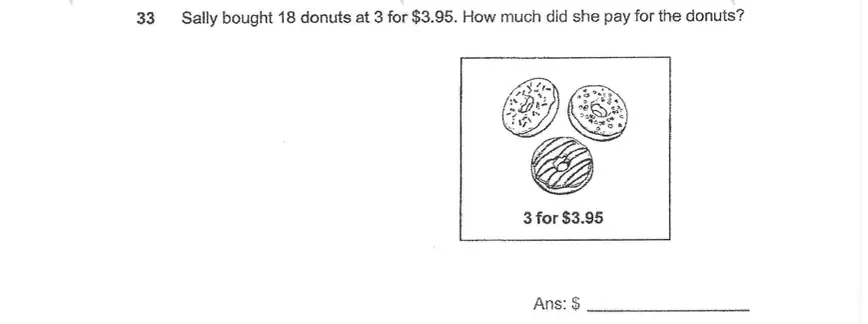 33 Sally bought 18 donuts at 3 for $3.95. How much did she pay for the donuts?
3 for $3.95
Ans: $